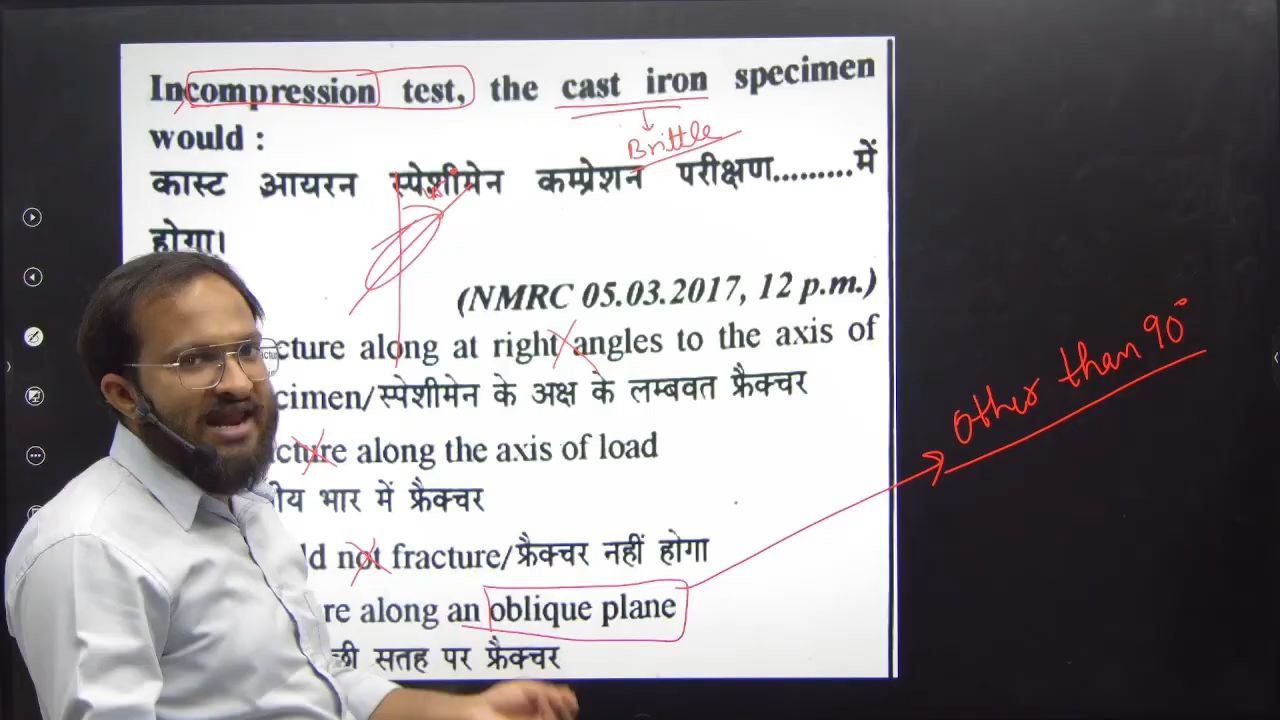 In compression test, the cast iron specimen
would :
Brittle
कास्ट आयरन स्पेशीमेन कम्प्रेशन परीक्षण.........में
होगा।
(NMRC 05.03.2017, 12 p.m.)
cture along at right angles to the axis of
cimen/स्पेशीमेन के अक्ष के लम्बवत फ्रैक्चर
other than 90°
cture along the axis of load
ीय भार में फ्रैक्चर
d not fracture/फ्रैक्चर नहीं होगा
re along an oblique plane
छी सतह पर फ्रैक्चर